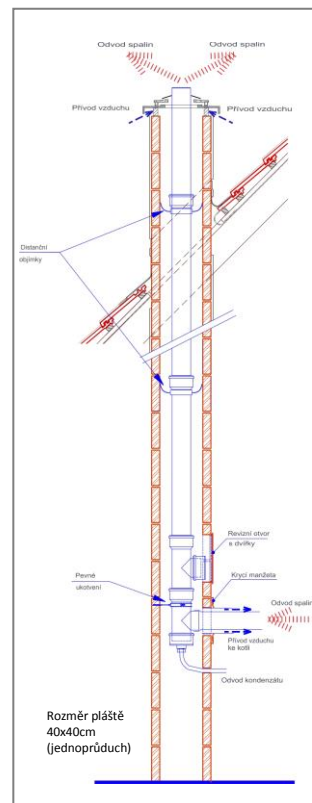 Odvod spalin
Odvod spalin
Přívod vzduchu
Přívod vzduchu
Distanční
objímky
Revizní otvor
s dvířky
Pevné
ukotvení
Krycí manžeta
Odvod spalin
Přívod vzduchu
ke kotli
Odvod kondenzátu
Rozměr pláště
40x40cm
(jednoprůduch)